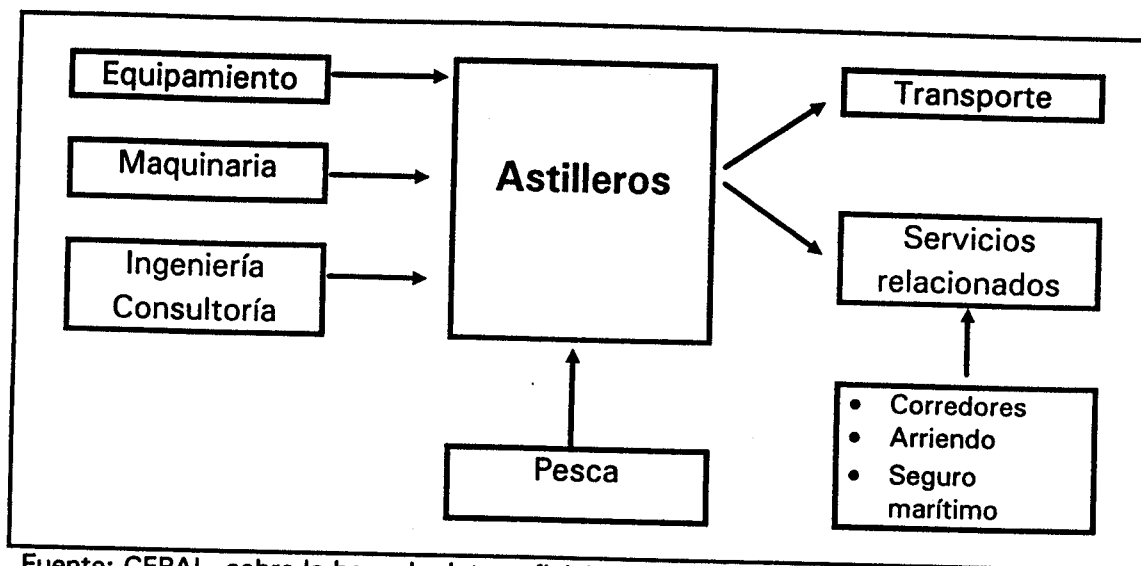 Equipamiento
Maquinaria
Ingeniería
Consultoría
Astilleros
Pesca
Transporte
Servicios
relacionados
• Corredores
• Arriendo
• Seguro
marítimo
Fuente: CEPAL, sobre la base de datos